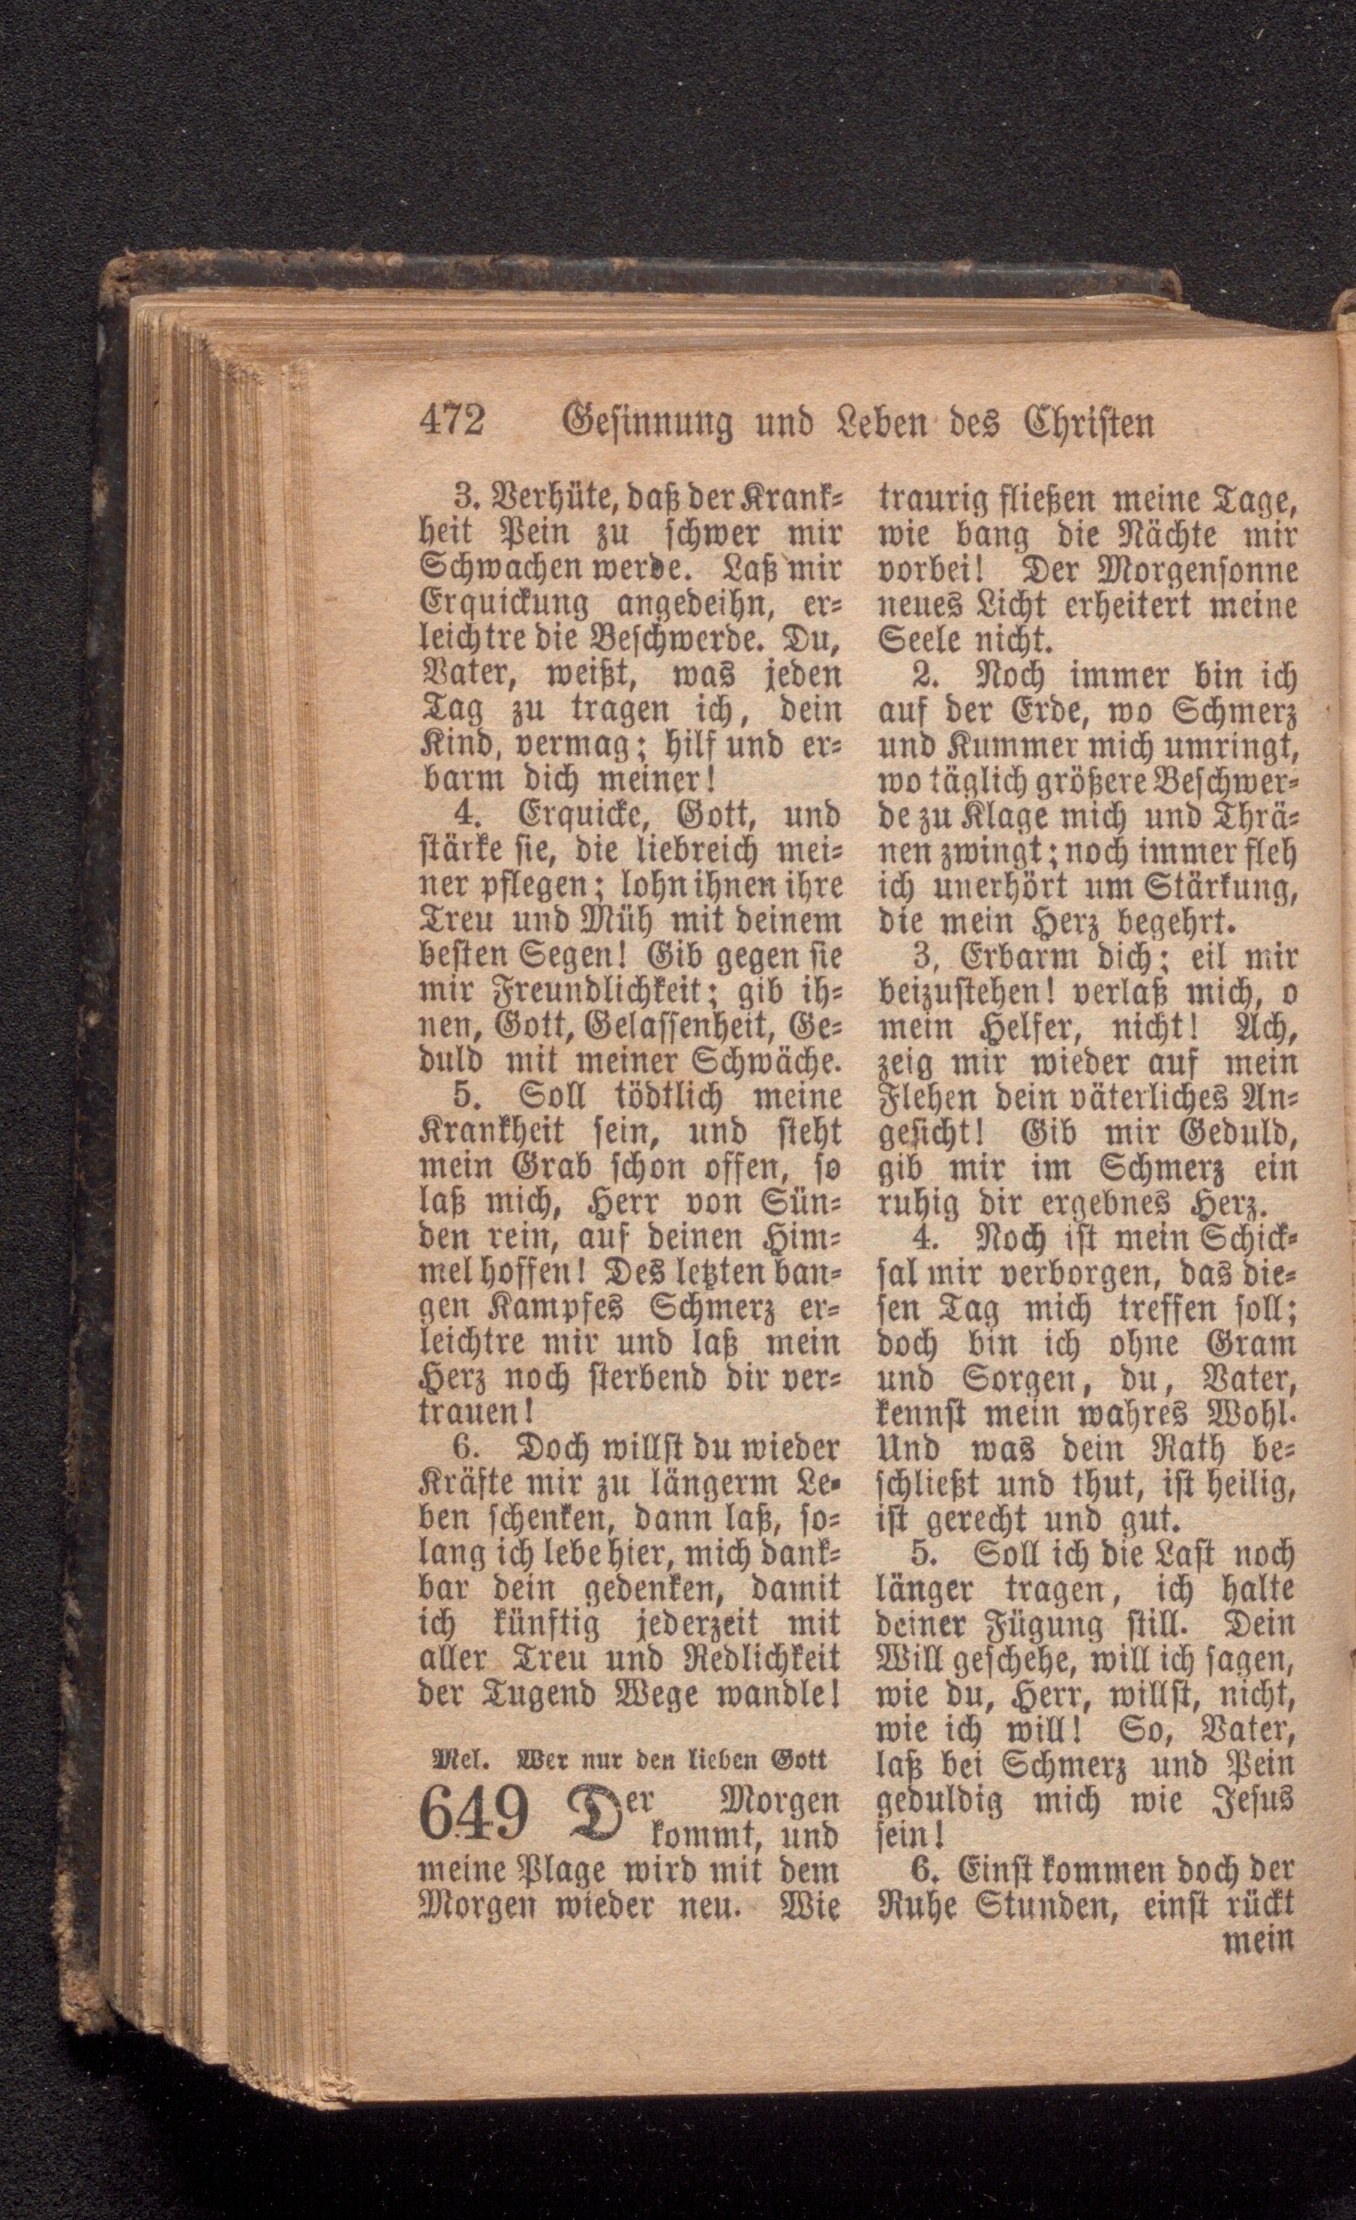 472 Gesinnung und Leben des Christen
3. Verhüte, daß der Krank-
heit Pein zu schwer mir
Schwachen werde. Laß mir
Erquickung angedeihn, er-
leichtre die Beschwerde. Du,
Vater, weißt, was jeden
Tag zu tragen ich, dein
Kind, vermag; hilf und er-
barm dich meiner!
4. Erquicke, Gott, und
stärke sie, die liebreich mei-
ner pflegen; lohn ihnen ihre
Treu und Müh mit deinem
besten Segen! Gib gegen sie
mir Freundlichkeit; gib ih-
nen, Gott, Gelassenheit, Ge-
duld mit meiner Schwäche.
5. Soll tödtlich meine
Krankheit sein, und steht
mein Grab schon offen, so
laß mich, Herr von Sün-
den rein, auf deinen Him-
mel hoffen! Des letzten ban-
gen Kampfes Schmerz er-
leichtre mir und laß mein
Herz noch sterbend dir ver-
trauen!
6. Doch willst du wieder
Kräfte mir zu längerm Le-
ben schenken, dann laß, so-
lang ich lebe hier, mich dank-
bar dein gedenken, damit
ich künftig jederzeit mit
aller Treu und Redlichkeit
der Tugend Wege wandle!
Mel. Wer nur den lieben Gott
649 Der Morgen
kommt, und
meine Plage wird mit dem
Morgen wieder neu. Wie
traurig fließen meine Tage,
wie bang die Nächte mir
vorbei! Der Morgensonne
neues Licht erheitert meine
Seele nicht.
2. Noch immer bin ich
auf der Erde, wo Schmerz
und Kummer mich umringt,
wo täglich größere Beschwer-
de zu Klage mich und Thrä-
nen zwingt; noch immer fleh
ich unerhört um Stärkung,
die mein Herz begehrt.
3, Erbarm dich; eil mir
beizustehen! verlaß mich, o
mein Helfer, nicht! Ach,
zeig mir wieder auf mein
Flehen dein väterliches An-
gesicht! Gib mir Geduld,
gib mir im Schmerz ein
ruhig dir ergebnes Herz.
4. Noch ist mein Schick-
sal mir verborgen, das die-
sen Tag mich treffen soll;
doch bin ich ohne Gram
und Sorgen, du, Vater,
kennst mein wahres Wohl.
Und was dein Rath be-
schließt und thut, ist heilig,
ist gerecht und gut.
5. Soll ich die Last noch
länger tragen, ich halte
deiner Fügung still. Dein
Will geschehe, will ich sagen,
wie du, Herr, willst, nicht,
wie ich will! So, Vater,
laß bei Schmerz und Pein
geduldig mich wie Jesus
sein!
6. Einst kommen doch der
Ruhe Stunden, einst rückt
mein